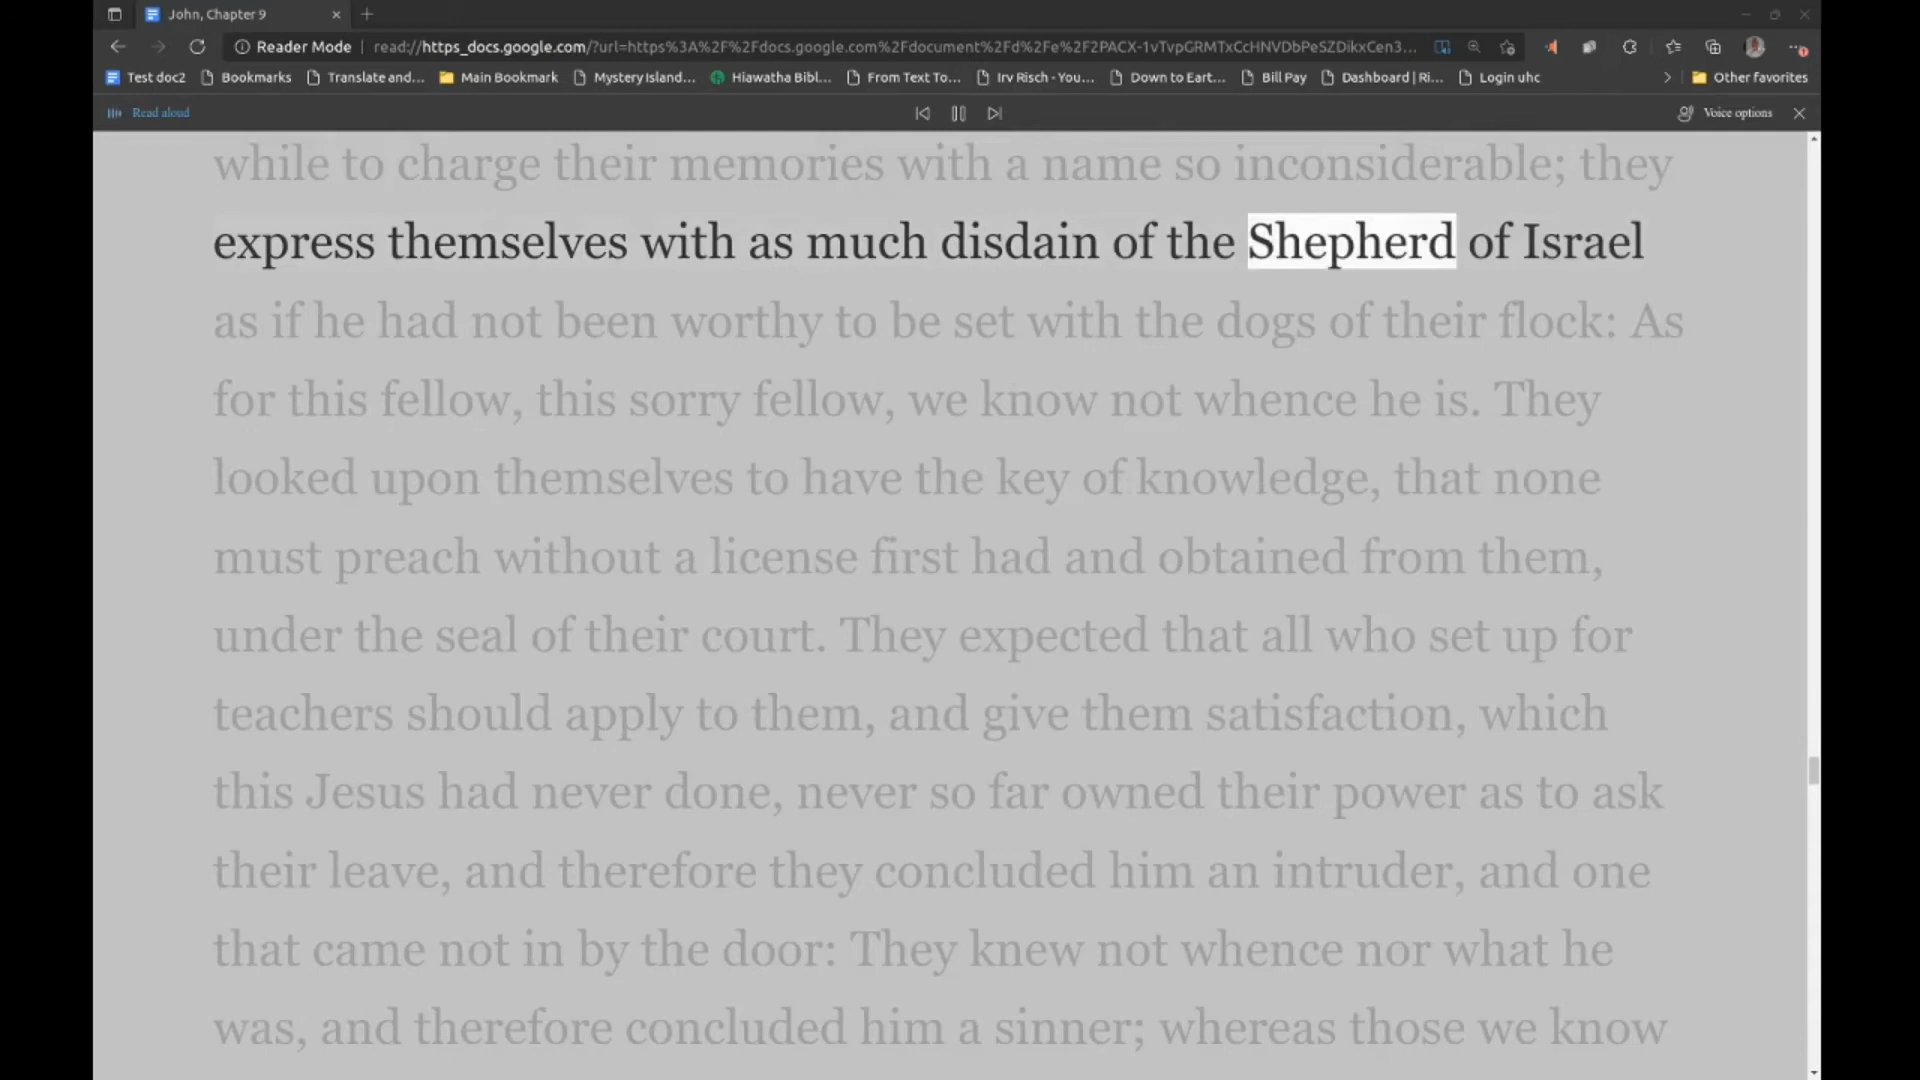 John, Chapter 9
Reader Mode | read://https_docs.google.com/?url=https%3A%2F%2Fdocs.google.com%2Fdocument%2Fd%2Fe%2F2PACX-1vTvpGRMTxCcHNVDbPeSZDikxCen3...
Test doc2 Bookmarks Translate and... Main Bookmark Mystery Island... Hiawatha Bibl... From Text To... Irv Risch - You... Down to Eart... Bill Pay Dashboard | Ri... Login uhc Other favorites
Read aloud Voice options
while to charge their memories with a name so inconsiderable; they
express themselves with as much disdain of the Shepherd of Israel
as if he had not been worthy to be set with the dogs of their flock: As
for this fellow, this sorry fellow, we know not whence he is. They
looked upon themselves to have the key of knowledge, that none
must preach without a license first had and obtained from them,
under the seal of their court. They expected that all who set up for
teachers should apply to them, and give them satisfaction, which
this Jesus had never done, never so far owned their power as to ask
their leave, and therefore they concluded him an intruder, and one
that came not in by the door: They knew not whence nor what he
was, and therefore concluded him a sinner; whereas those we know